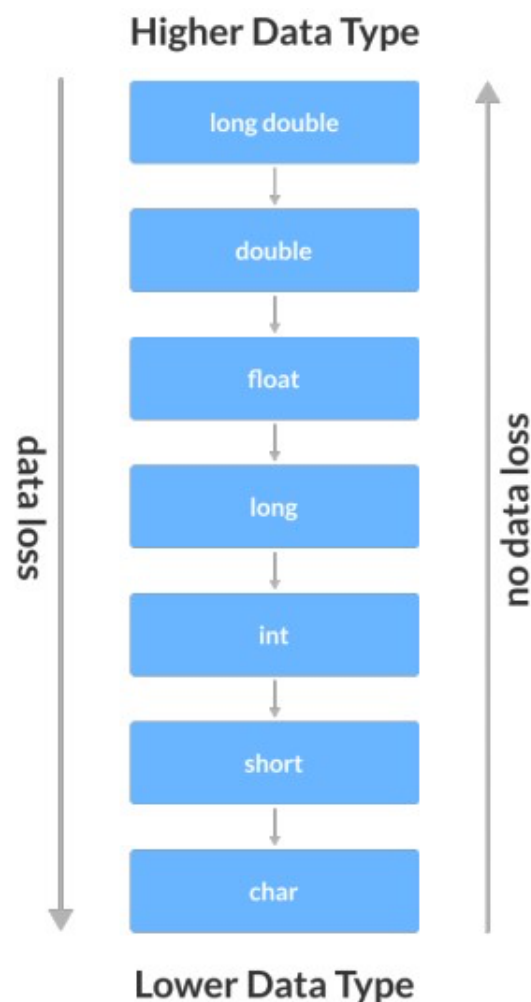 Higher Data Type
long double
double
float
long
int
short
char
data loss
no data loss
Lower Data Type